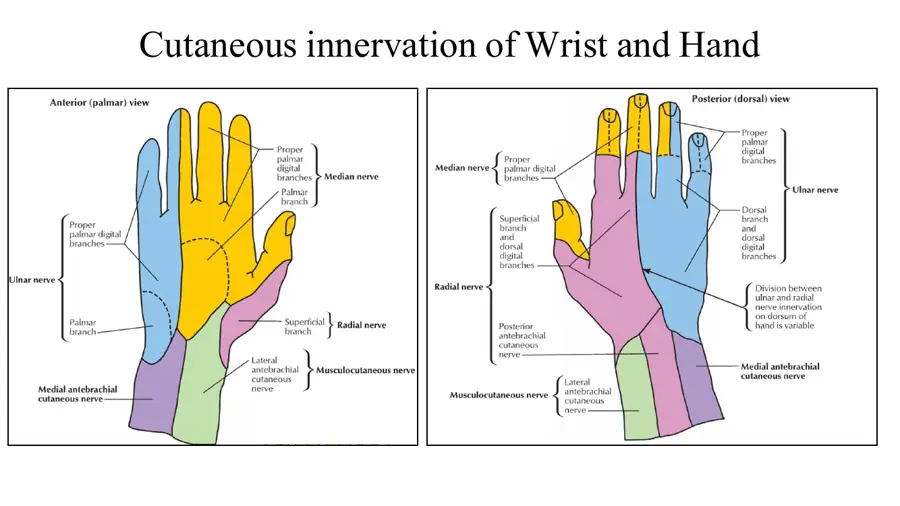 Cutaneous innervation of Wrist and Hand
Anterior (palmar) view
Proper
palmar
digital
branches
Median nerve
Palmar
branch
Proper
palmar digital
branches
Ulnar nerve
Palmar
branch
Superficial
branch
Radial nerve
Lateral
antebrachial
cutaneous
nerve
Musculocutaneous nerve
Medial antebrachial
cutaneous nerve
Posterior (dorsal) view
Median nerve
Proper
palmar digital
branches
Proper
palmar
digital
branches
Ulnar nerve
Dorsal
branch
and
dorsal
digital
branches
Superficial
branch
and
dorsal
digital
branches
Radial nerve
Posterior
antebrachial
cutaneous
nerve
Division between
ulnar and radial
nerve innervation
on dorsum of
hand is variable
Medial antebrachial
cutaneous nerve
Musculocutaneous nerve
Lateral
antebrachial
cutaneous
nerve